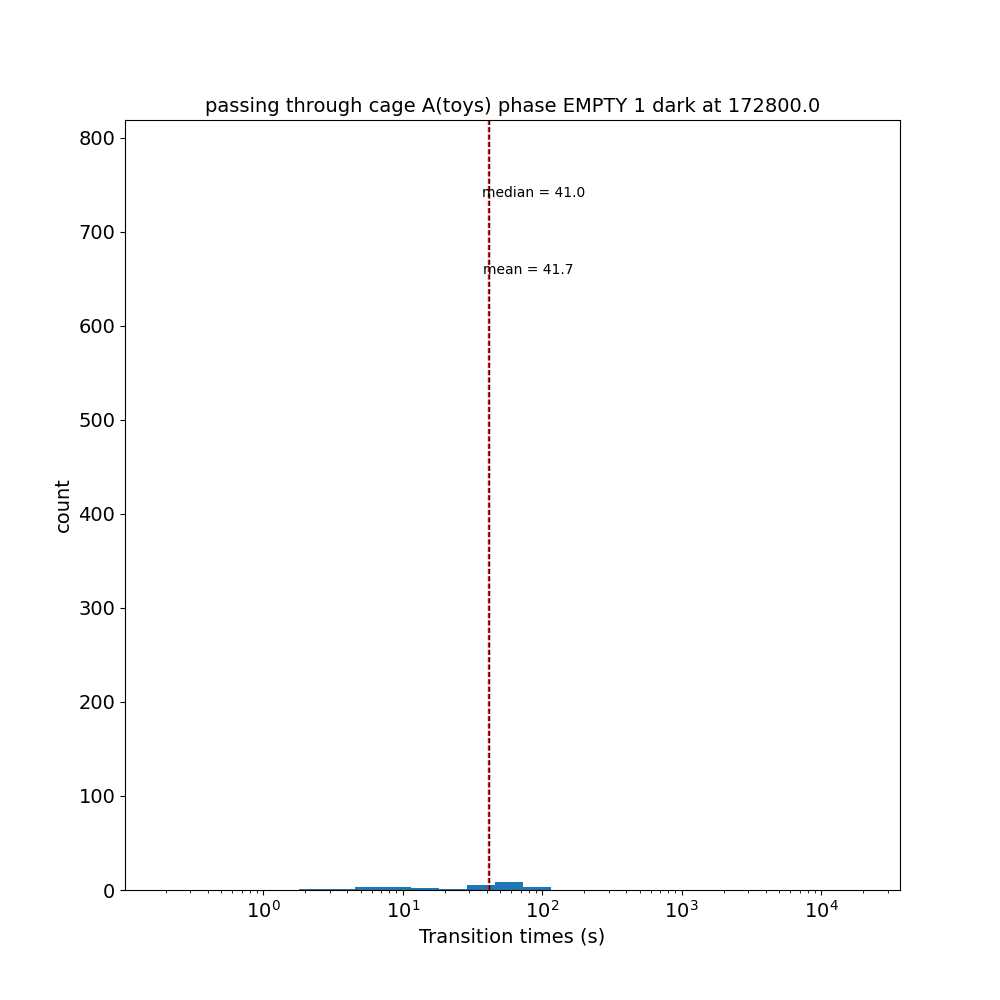 passing through cage A(toys) phase EMPTY 1 dark at 172800.0
800
median = 41.0
700
mean = 41.7
600
500
400
300
200
100
0
count
10⁰ 10¹ 10² 10³ 10⁴
Transition times (s)